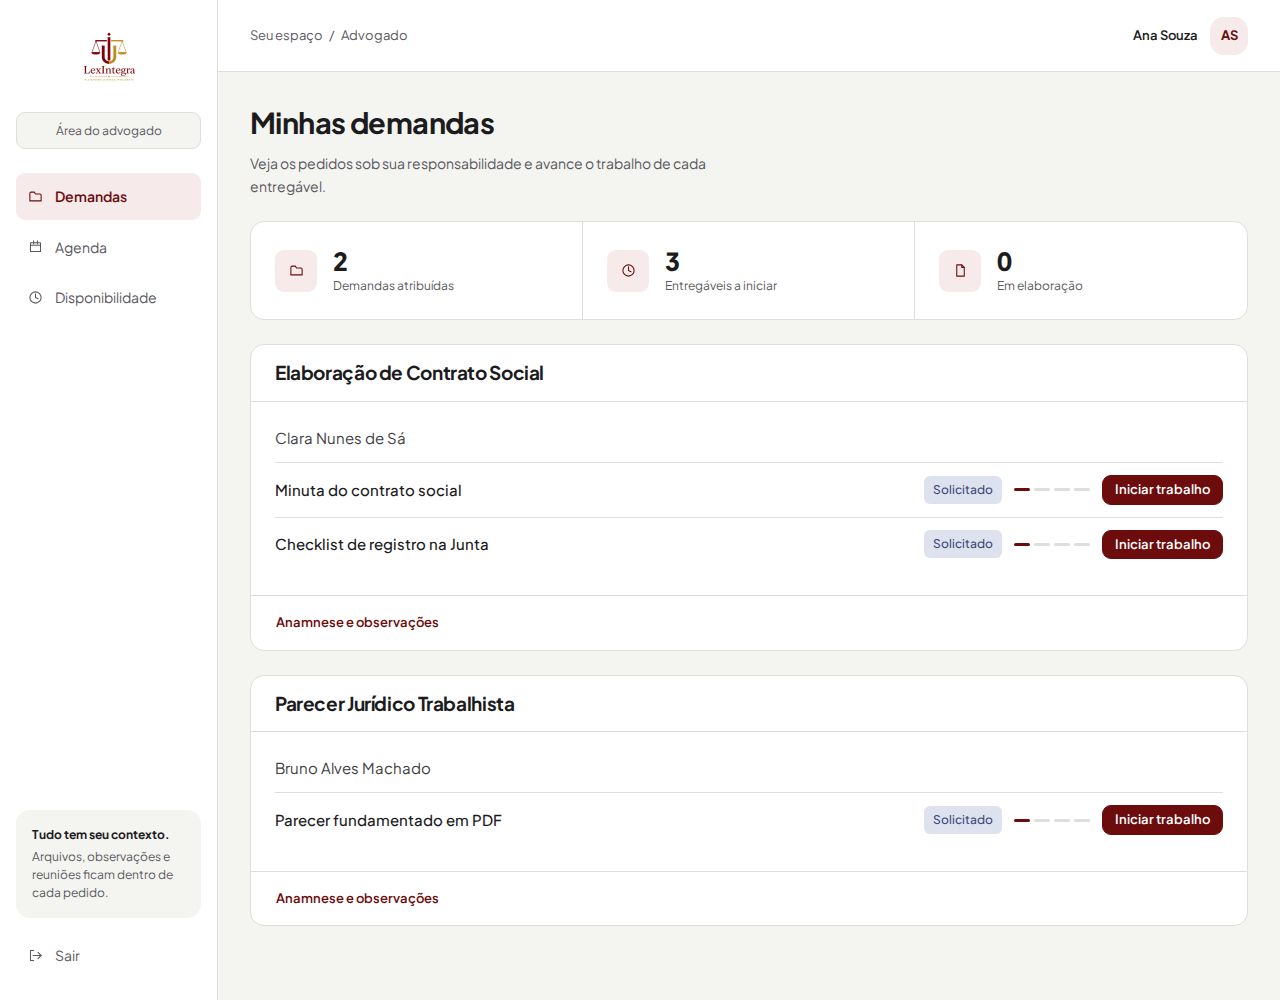 LexIntegra
Área do advogado
Demandas
Agenda
Disponibilidade
Tudo tem seu contexto.
Arquivos, observações e
reuniões ficam dentro de
cada pedido.
Sair
Seu espaço / Advogado
Ana Souza AS
Minhas demandas
Veja os pedidos sob sua responsabilidade e avance o trabalho de cada
entregável.
2
Demandas atribuídas
3
Entregáveis a iniciar
0
Em elaboração
Elaboração de Contrato Social
Clara Nunes de Sá
Minuta do contrato social Solicitado Iniciar trabalho
Checklist de registro na Junta Solicitado Iniciar trabalho
Anamnese e observações
Parecer Jurídico Trabalhista
Bruno Alves Machado
Parecer fundamentado em PDF Solicitado Iniciar trabalho
Anamnese e observações